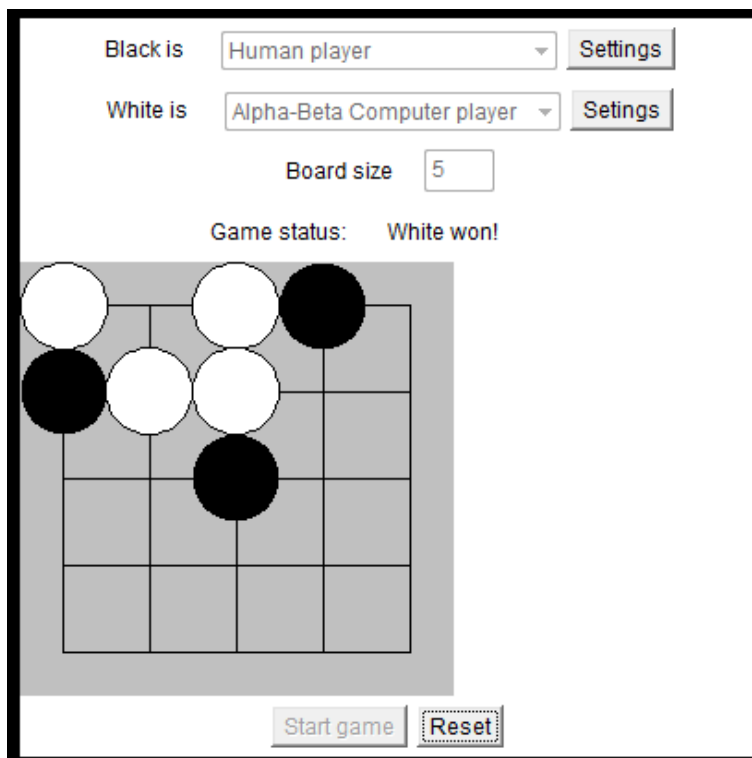 Black is Human player Settings
White is Alpha-Beta Computer player Setings
Board size 5
Game status: White won!
Start game Reset